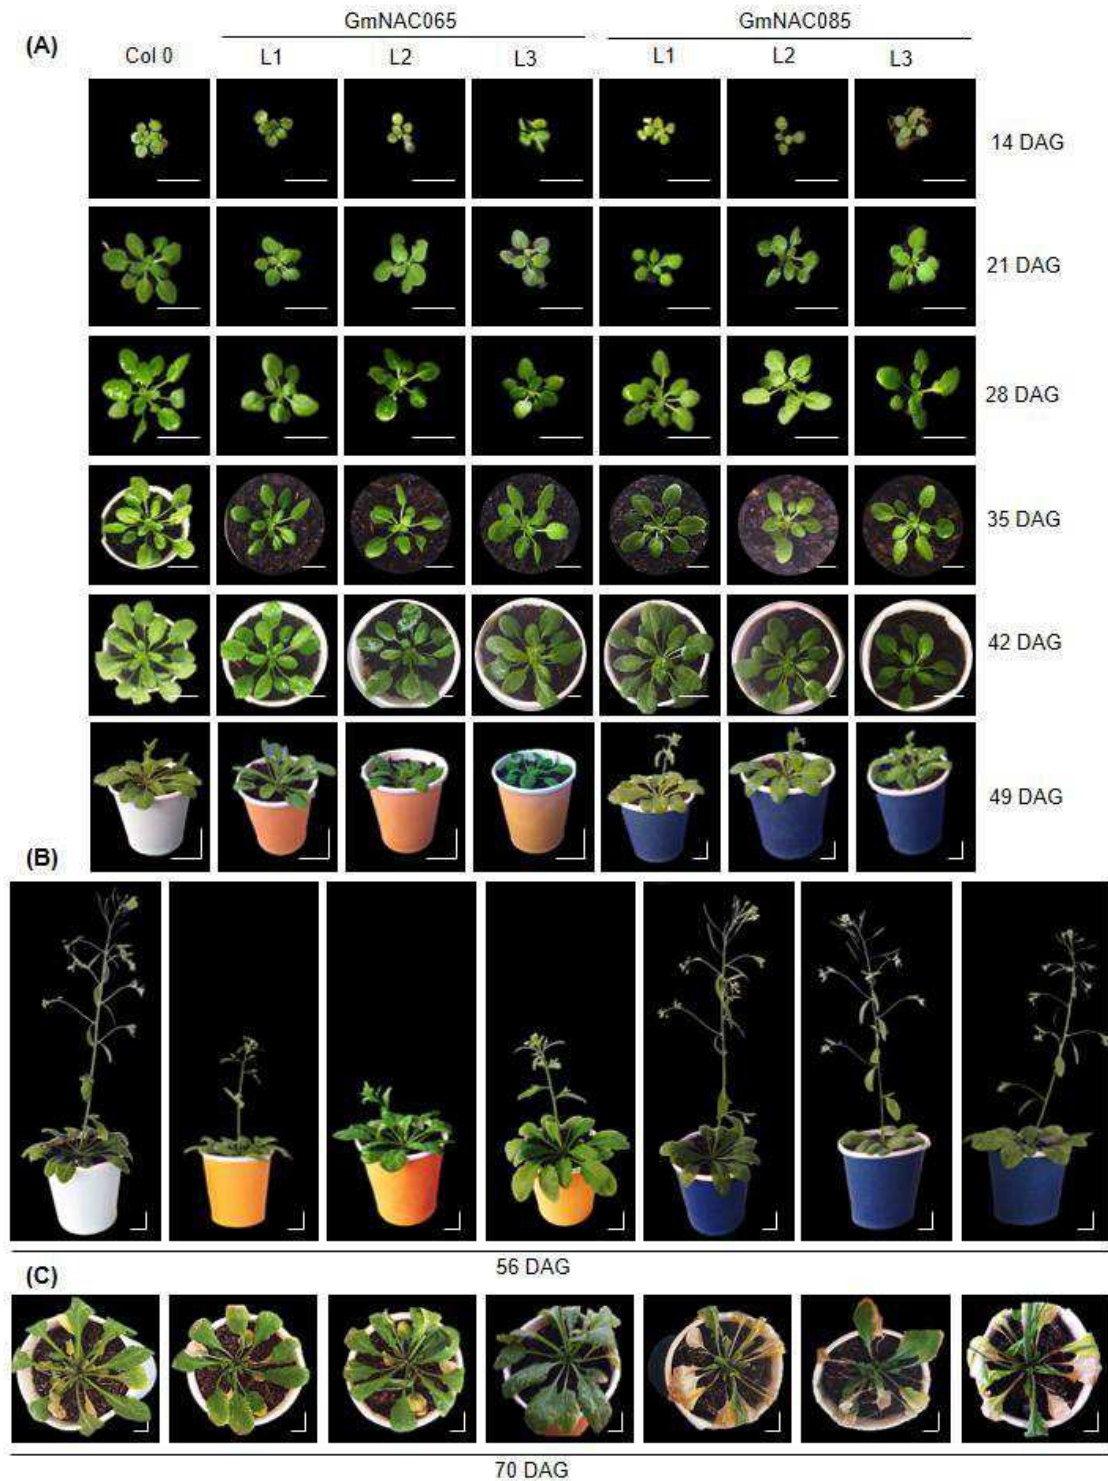 GmNAC065 GmNAC085
(A)
Col 0 L1 L2 L3 L1 L2 L3
14 DAG
21 DAG
28 DAG
35 DAG
42 DAG
49 DAG
(B)
56 DAG
(C)
70 DAG